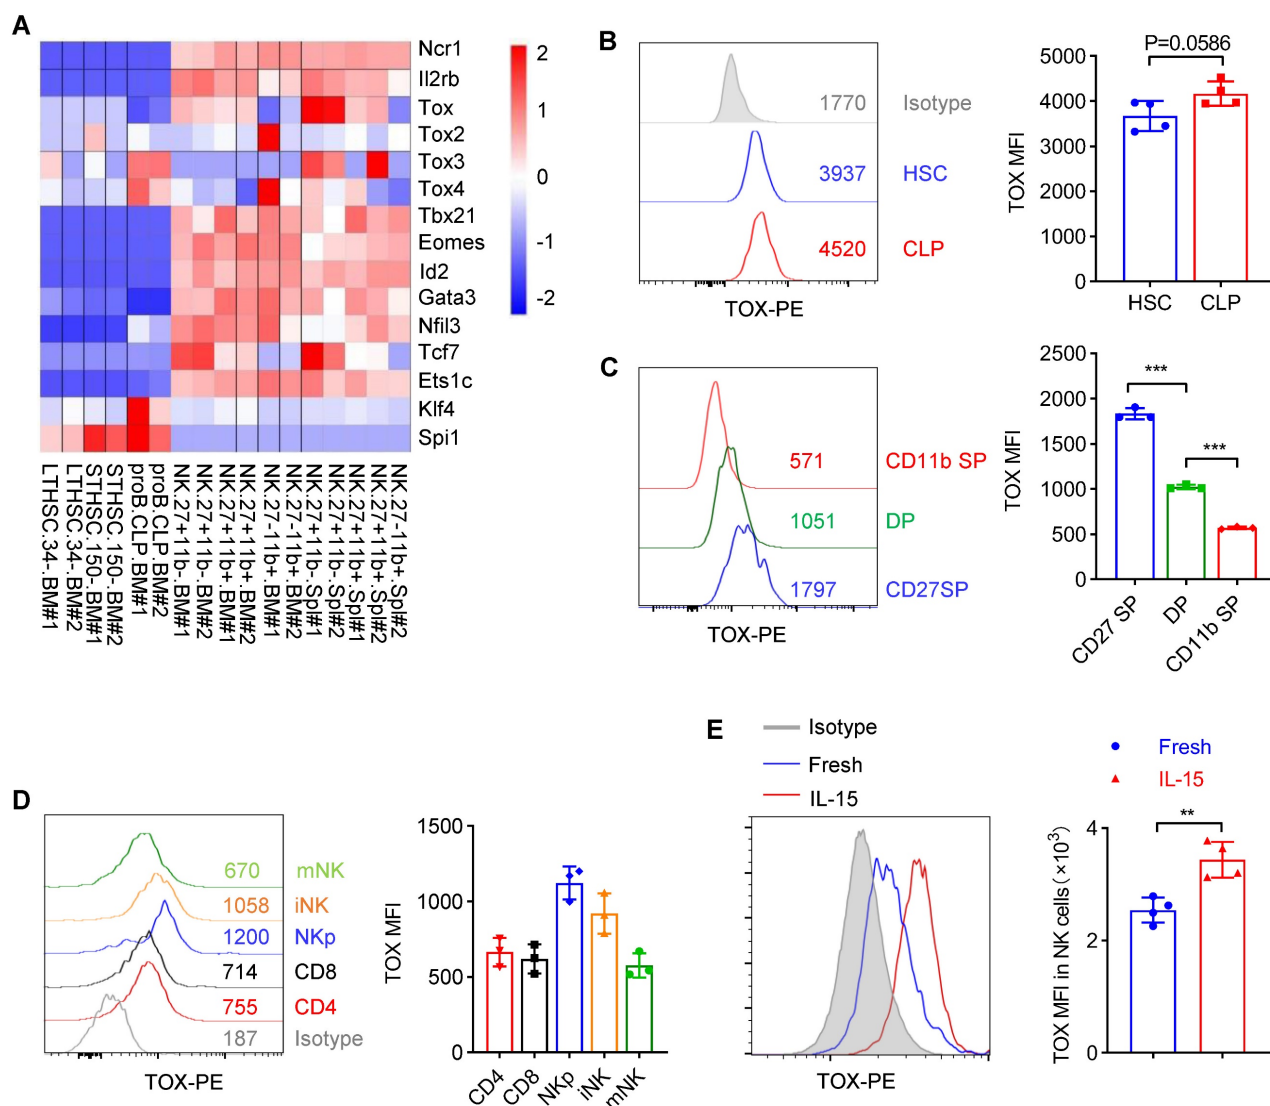 A
Ncr1
Il2rb
Tox
Tox2
Tox3
Tox4
Tbx21
Eomes
Id2
Gata3
Nfil3
Tcf7
Ets1c
Klf4
Spi1
2
1
0
-1
-2
LTHSC.34-.BM#1
LTHSC.34-.BM#2
STHSC.150-.BM#1
STHSC.150-.BM#2
proB.CLP.BM#1
proB.CLP.BM#2
NK.27+11b-.BM#1
NK.27+11b-.BM#2
NK.27+11b+.BM#1
NK.27+11b+.BM#2
NK.27-11b+.BM#1
NK.27-11b+.BM#2
NK.27+11b-.Spl#1
NK.27+11b-.Spl#2
NK.27+11b+.Spl#1
NK.27+11b+.Spl#2
NK.27-11b+.Spl#2
B
1770 Isotype
3937 HSC
4520 CLP
TOX-PE
P=0.0586
TOX MFI
5000
4000
3000
2000
1000
0
HSC CLP
C
571 CD11b SP
1051 DP
1797 CD27SP
TOX-PE
TOX MFI
2500
2000
1500
1000
500
0
***
***
CD27 SP
DP
CD11b SP
D
670 mNK
1058 iNK
1200 NKp
714 CD8
755 CD4
187 Isotype
TOX-PE
TOX MFI
1500
1000
500
0
CD4
CD8
NKp
iNK
mNK
E
Isotype
Fresh
IL-15
TOX-PE
Fresh
IL-15
**
TOX MFI in NK cells (×10³)
4
2
0